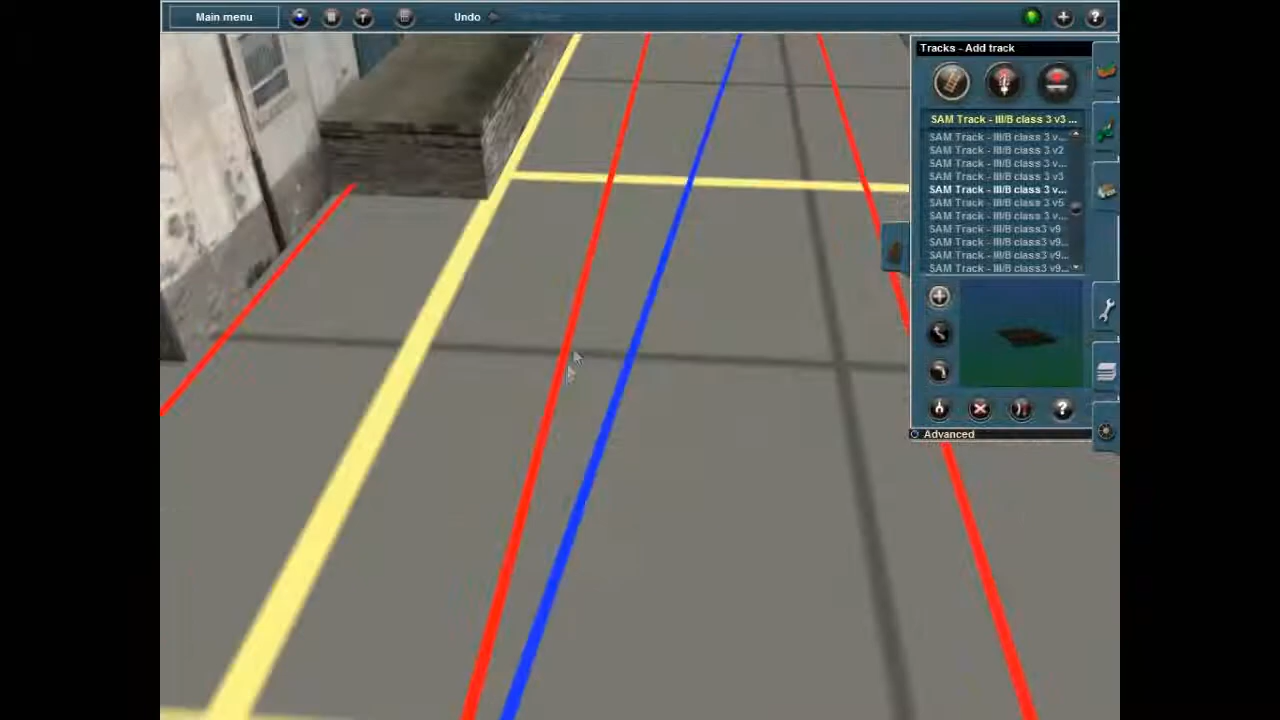 Main menu
Undo
Tracks - Add track
SAM Track - III/B class 3 v3 ...
SAM Track - III/B class 3 v...
SAM Track - III/B class 3 v2
SAM Track - III/B class 3 v...
SAM Track - III/B class 3 v3
SAM Track - III/B class 3 v...
SAM Track - III/B class 3 v5
SAM Track - III/B class 3 v...
SAM Track - III/B class3 v9
SAM Track - III/B class3 v9...
SAM Track - III/B class3 v9...
SAM Track - III/B class3 v9...
Advanced